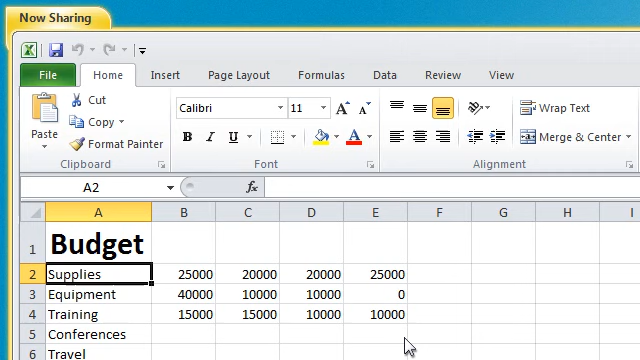 Now Sharing
File Home Insert Page Layout Formulas Data Review View
Cut
Copy
Format Painter
Paste
Calibri 11 A A
B I U A
Wrap Text
Merge & Center
Clipboard Font Alignment
A2 fx
A B C D E F G H I
1 Budget
2 Supplies 25000 20000 20000 25000
3 Equipment 40000 10000 10000 0
4 Training 15000 15000 10000 10000
5 Conferences
6 Travel